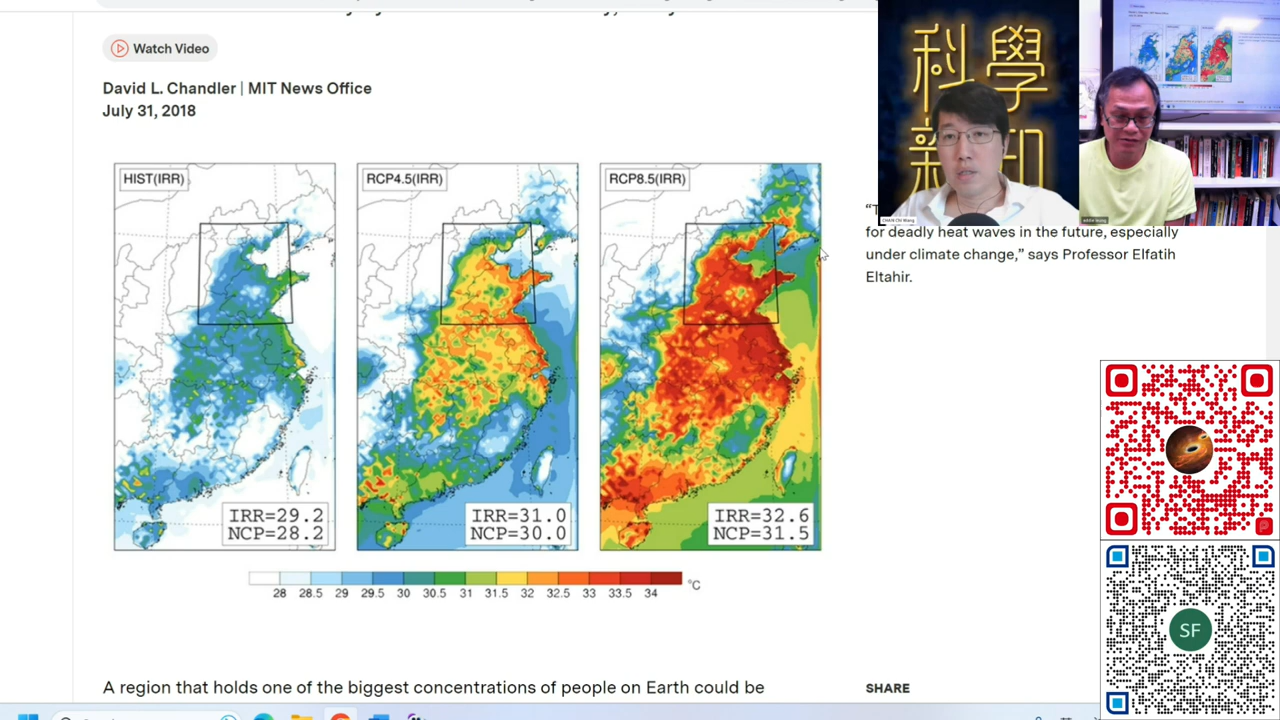 Watch Video
David L. Chandler | MIT News Office
July 31, 2018
HIST(IRR)
RCP4.5(IRR)
RCP8.5(IRR)
IRR=29.2
NCP=28.2
IRR=31.0
NCP=30.0
IRR=32.6
NCP=31.5
28 28.5 29 29.5 30 30.5 31 31.5 32 32.5 33 33.5 34 °C
科學
新知
for deadly heat waves in the future, especially
under climate change,” says Professor Elfatih
Eltahir.
SF
A region that holds one of the biggest concentrations of people on Earth could be
SHARE